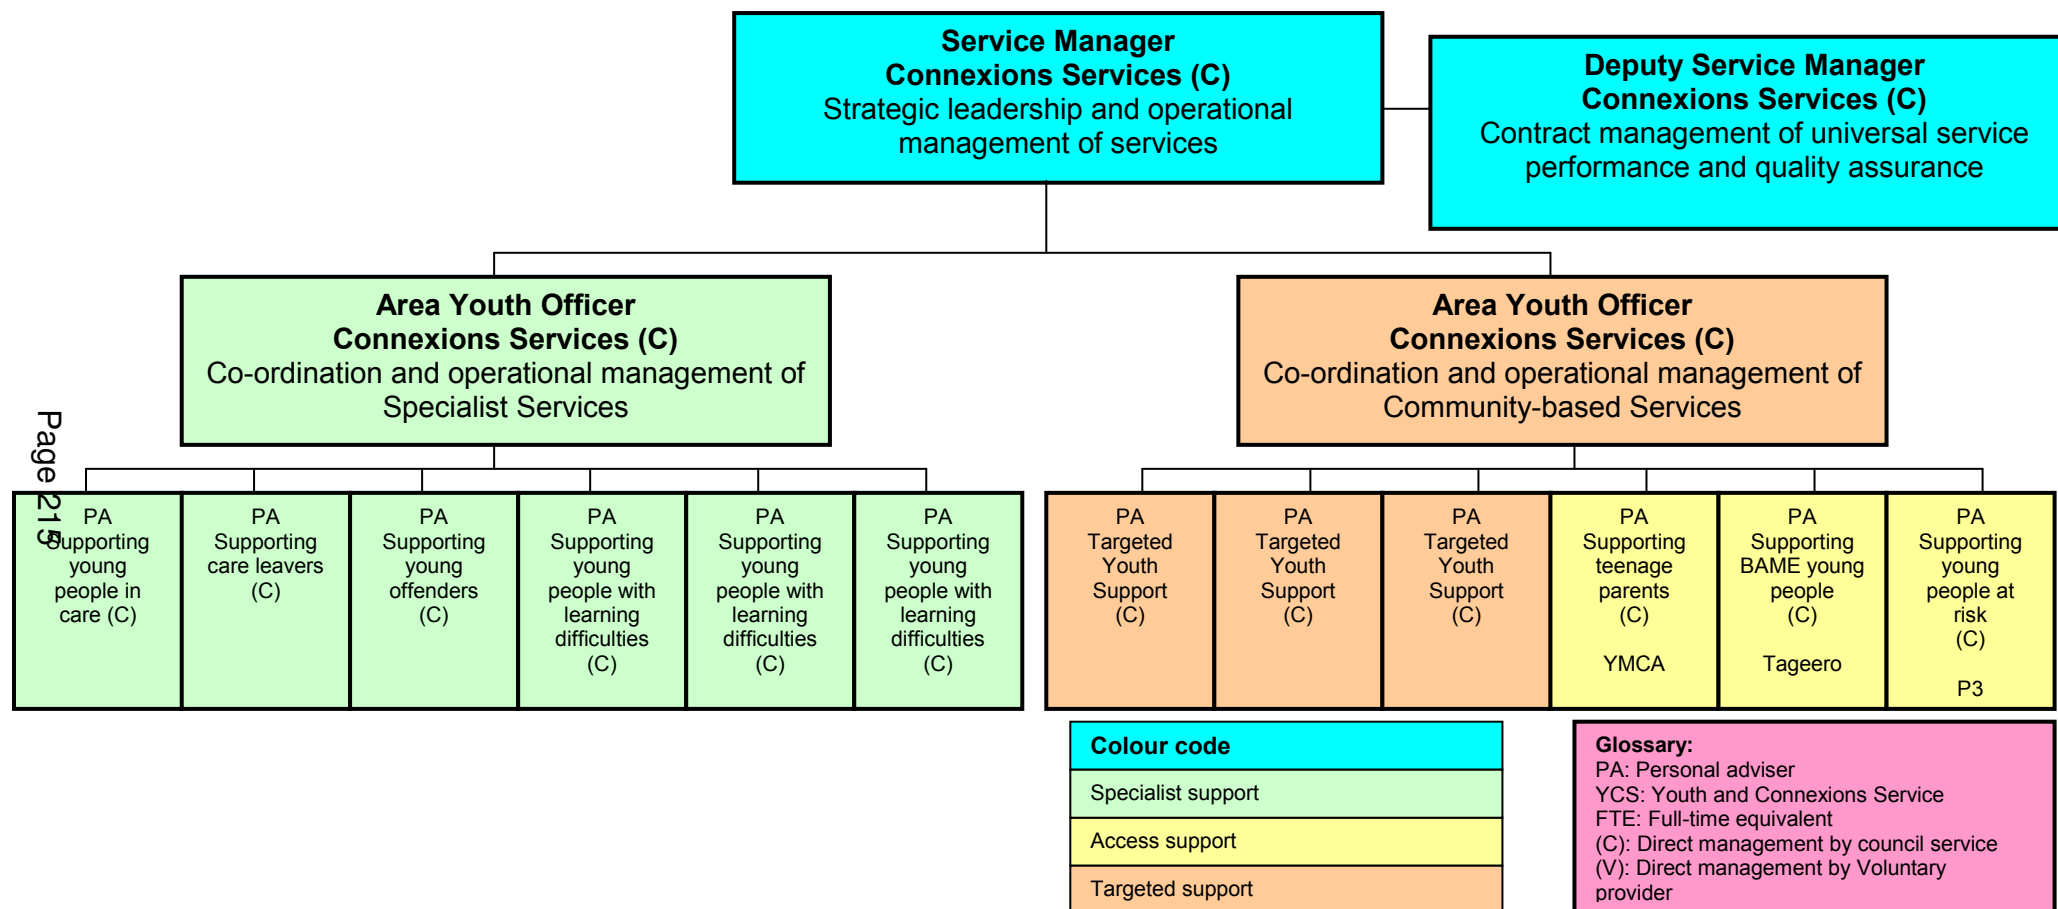 Service Manager
Connexions Services (C)
Strategic leadership and operational
management of services
Deputy Service Manager
Connexions Services (C)
Contract management of universal service
performance and quality assurance
Area Youth Officer
Connexions Services (C)
Co-ordination and operational management of
Specialist Services
Area Youth Officer
Connexions Services (C)
Co-ordination and operational management of
Community-based Services
Page 215
PA
Supporting
young
people in
care (C)
PA
Supporting
care leavers
(C)
PA
Supporting
young
offenders
(C)
PA
Supporting
young
people with
learning
difficulties
(C)
PA
Supporting
young
people with
learning
difficulties
(C)
PA
Supporting
young
people with
learning
difficulties
(C)
PA
Targeted
Youth
Support
(C)
PA
Targeted
Youth
Support
(C)
PA
Targeted
Youth
Support
(C)
PA
Supporting
teenage
parents
(C)
YMCA
PA
Supporting
BAME young
people
(C)
Tageero
PA
Supporting
young
people at
risk
(C)
P3
Colour code
Specialist support
Access support
Targeted support
Glossary:
PA: Personal adviser
YCS: Youth and Connexions Service
FTE: Full-time equivalent
(C): Direct management by council service
(V): Direct management by Voluntary
provider